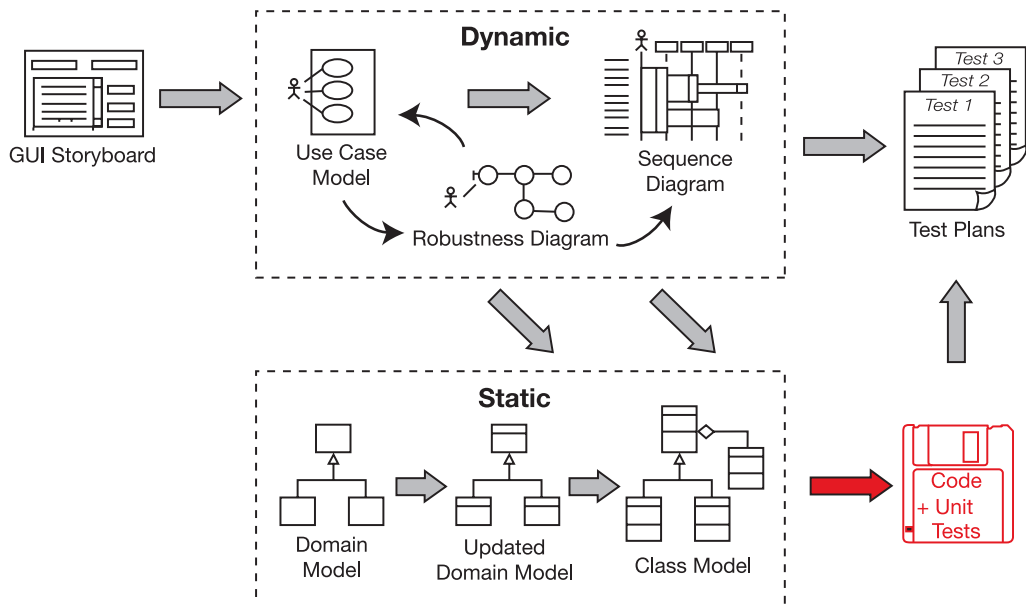 Dynamic
GUI Storyboard
Use Case
Model
Robustness Diagram
Sequence
Diagram
Test 3
Test 2
Test 1
Test Plans
Static
Domain
Model
Updated
Domain Model
Class Model
Code
+ Unit
Tests